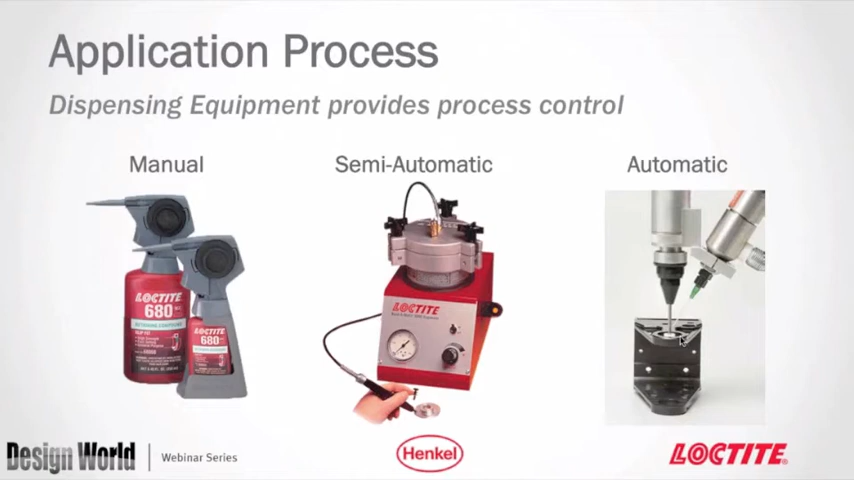 Application Process
Dispensing Equipment provides process control
Manual
Semi-Automatic
Automatic
LOCTITE
680
LOCTITE
680
LOCTITE
Design World
Webinar Series
Henkel
LOCTITE